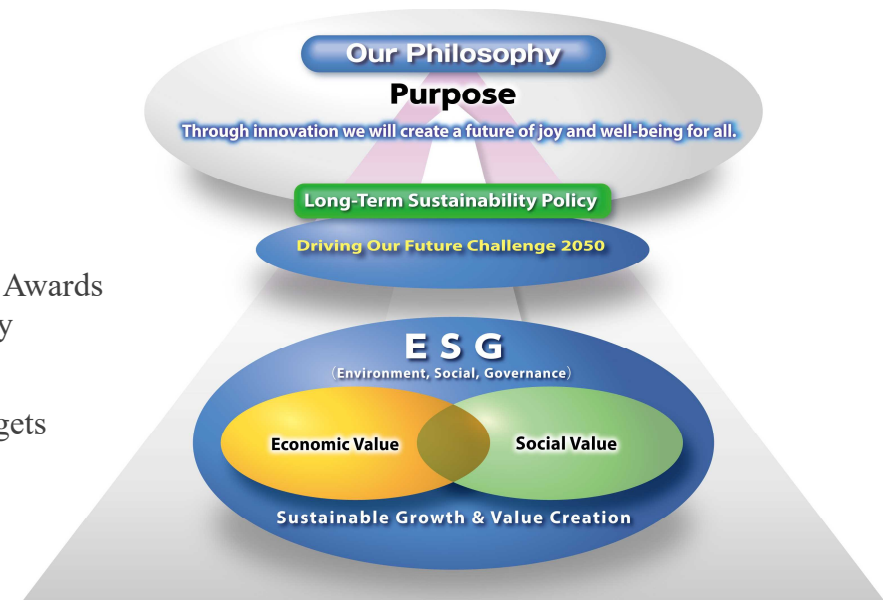 Our Philosophy
Purpose
Through innovation we will create a future of joy and well-being for all.
Long-Term Sustainability Policy
Driving Our Future Challenge 2050
Awards
E S G
(Environment, Social, Governance)
Economic Value
Social Value
Sustainable Growth & Value Creation